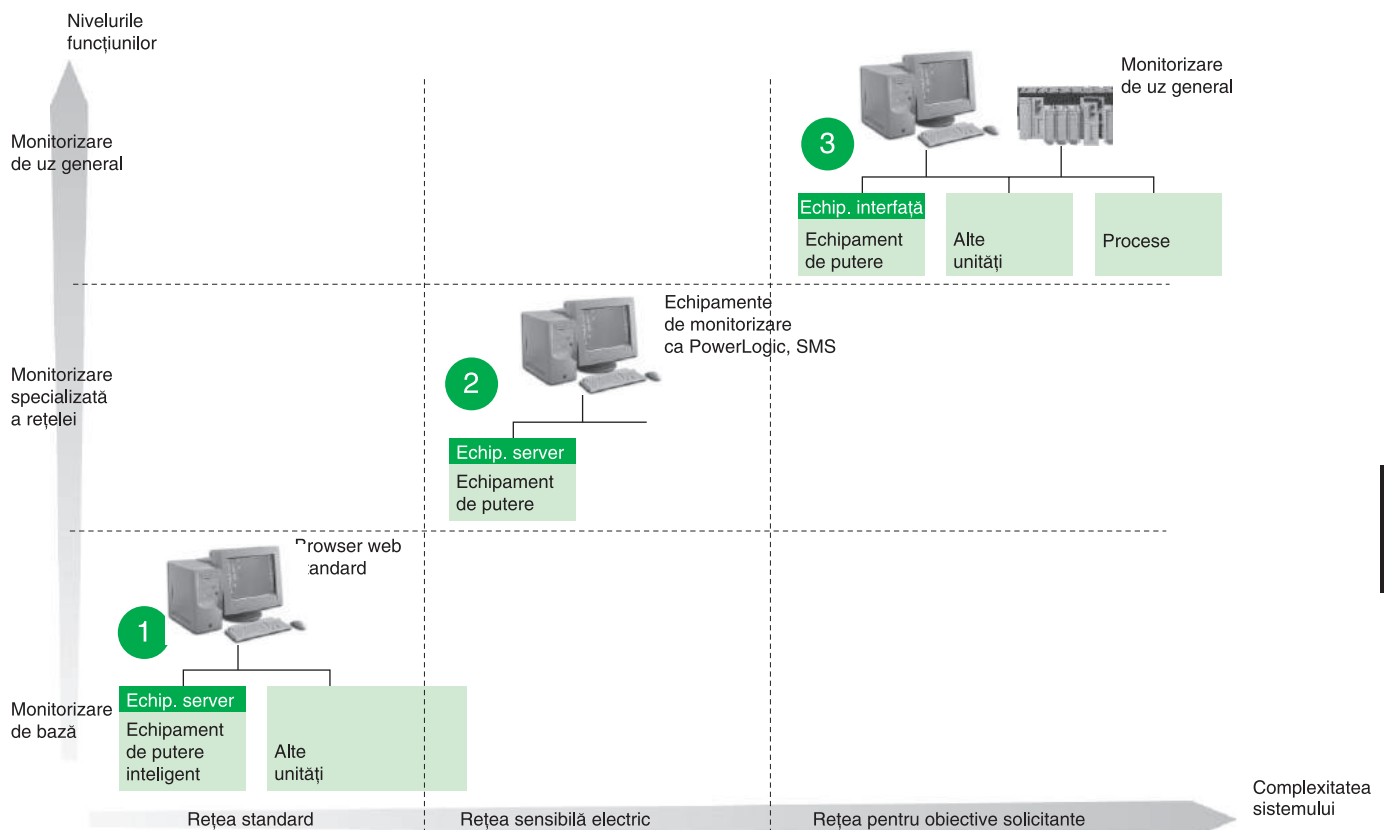 Nivelurile
funcțiunilor
Monitorizare
de uz general
3
Monitorizare
de uz general
Echip. interfață
Echipament
de putere
Alte
unități
Procese
Monitorizare
specializată
a rețelei
2
Echipamente
de monitorizare
ca PowerLogic, SMS
Echip. server
Echipament
de putere
1
Browser web
standard
Monitorizare
de bază
Echip. server
Echipament
de putere
inteligent
Alte
unități
Complexitatea
sistemului
Rețea standard
Rețea sensibilă electric
Rețea pentru obiective solicitante